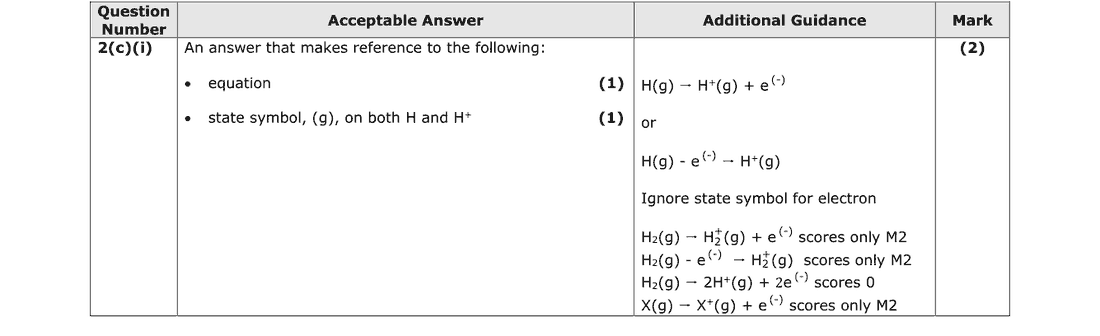 Question Number | Acceptable Answer | Additional Guidance | Mark
2(c)(i) | An answer that makes reference to the following: | (2)
• equation (1) | H(g) → H⁺(g) + e⁽⁻⁾
• state symbol, (g), on both H and H⁺ (1) | or
H(g) - e⁽⁻⁾ → H⁺(g)
Ignore state symbol for electron
H₂(g) → H₂⁺(g) + e⁽⁻⁾ scores only M2
H₂(g) - e⁽⁻⁾ → H₂⁺(g) scores only M2
H₂(g) → 2H⁺(g) + 2e⁽⁻⁾ scores 0
X(g) → X⁺(g) + e⁽⁻⁾ scores only M2